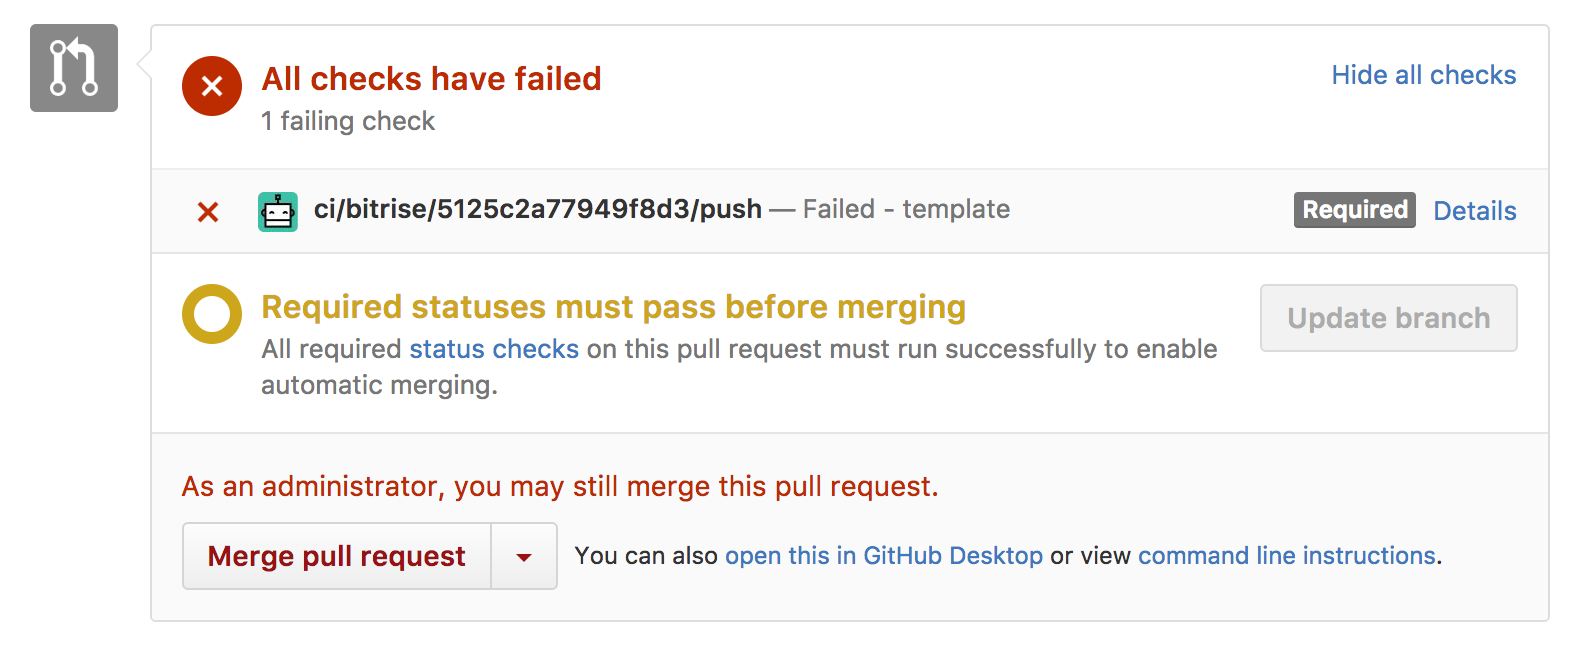 All checks have failed
Hide all checks
1 failing check
ci/bitrise/5125c2a77949f8d3/push — Failed - template
Required
Details
Required statuses must pass before merging
Update branch
All required status checks on this pull request must run successfully to enable
automatic merging.
As an administrator, you may still merge this pull request.
Merge pull request
You can also open this in GitHub Desktop or view command line instructions.